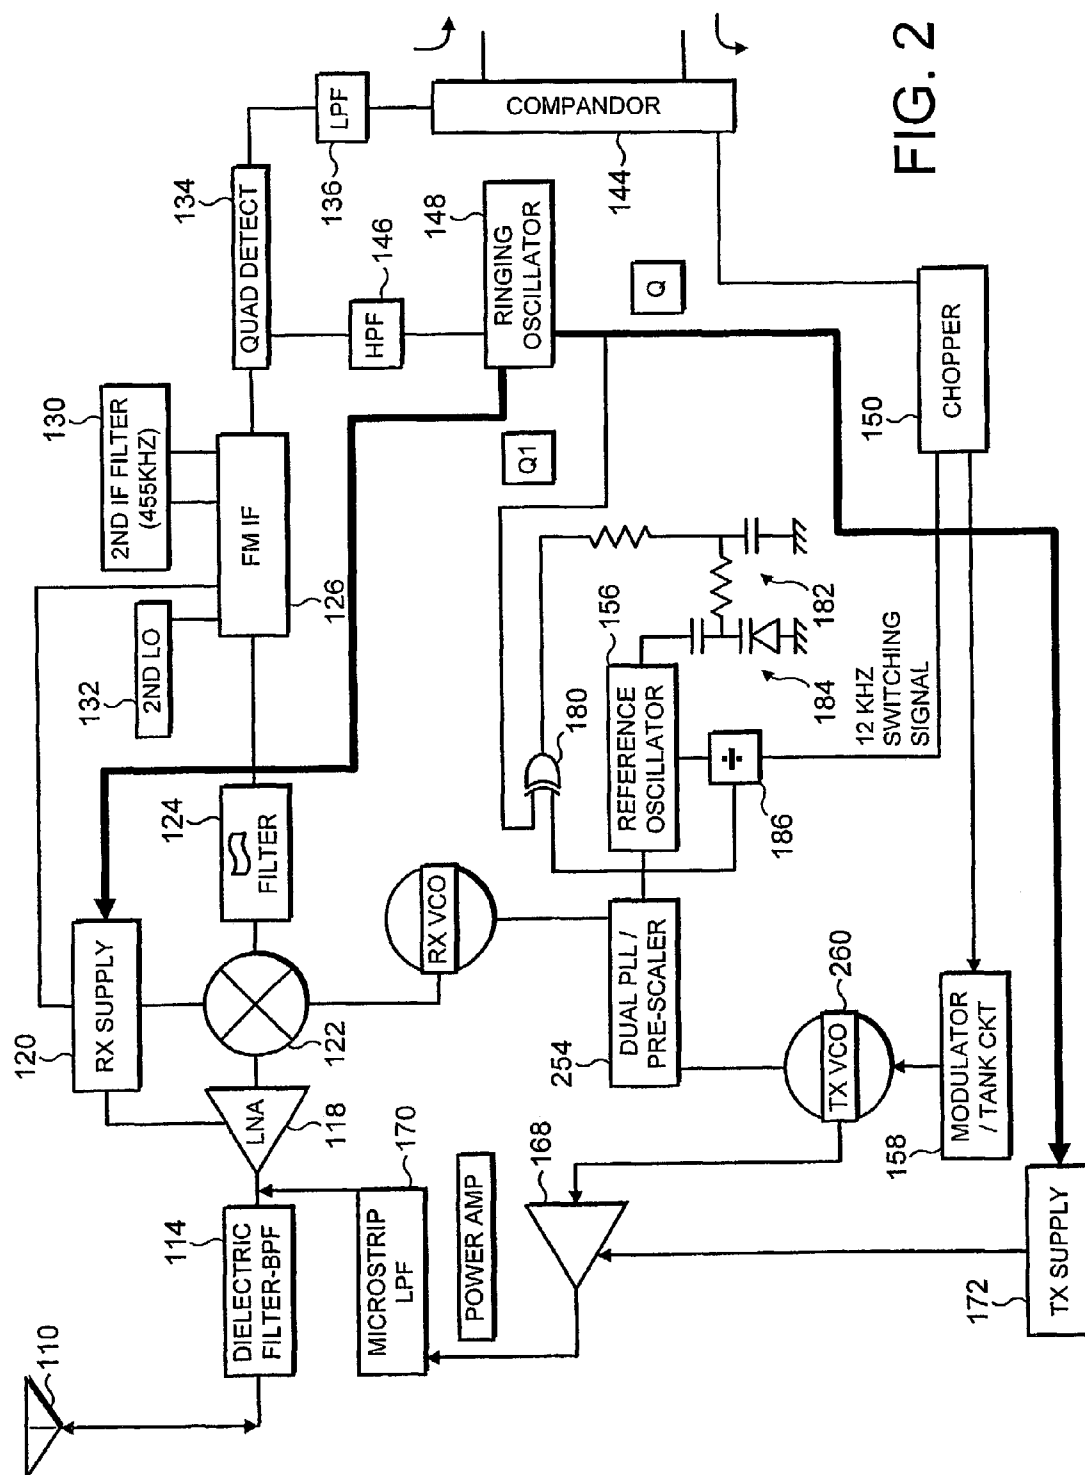 110
114
DIELECTRIC
FILTER-BPF
LNA
118
120
RX SUPPLY
122
124
FILTER
132
2ND LO
130
2ND IF FILTER
(455KHZ)
FM IF
126
134
QUAD DETECT
LPF
136
HPF
146
148
RINGING
OSCILLATOR
COMPANDOR
144
170
MICROSTRIP
LPF
POWER AMP
168
RX VCO
254
DUAL PLL /
PRE-SCALER
180
156
REFERENCE
OSCILLATOR
÷
186
Q1
Q
182
184
12 KHZ
SWITCHING
SIGNAL
150
CHOPPER
260
TX VCO
158
MODULATOR
/ TANK CKT
172
TX SUPPLY
FIG. 2